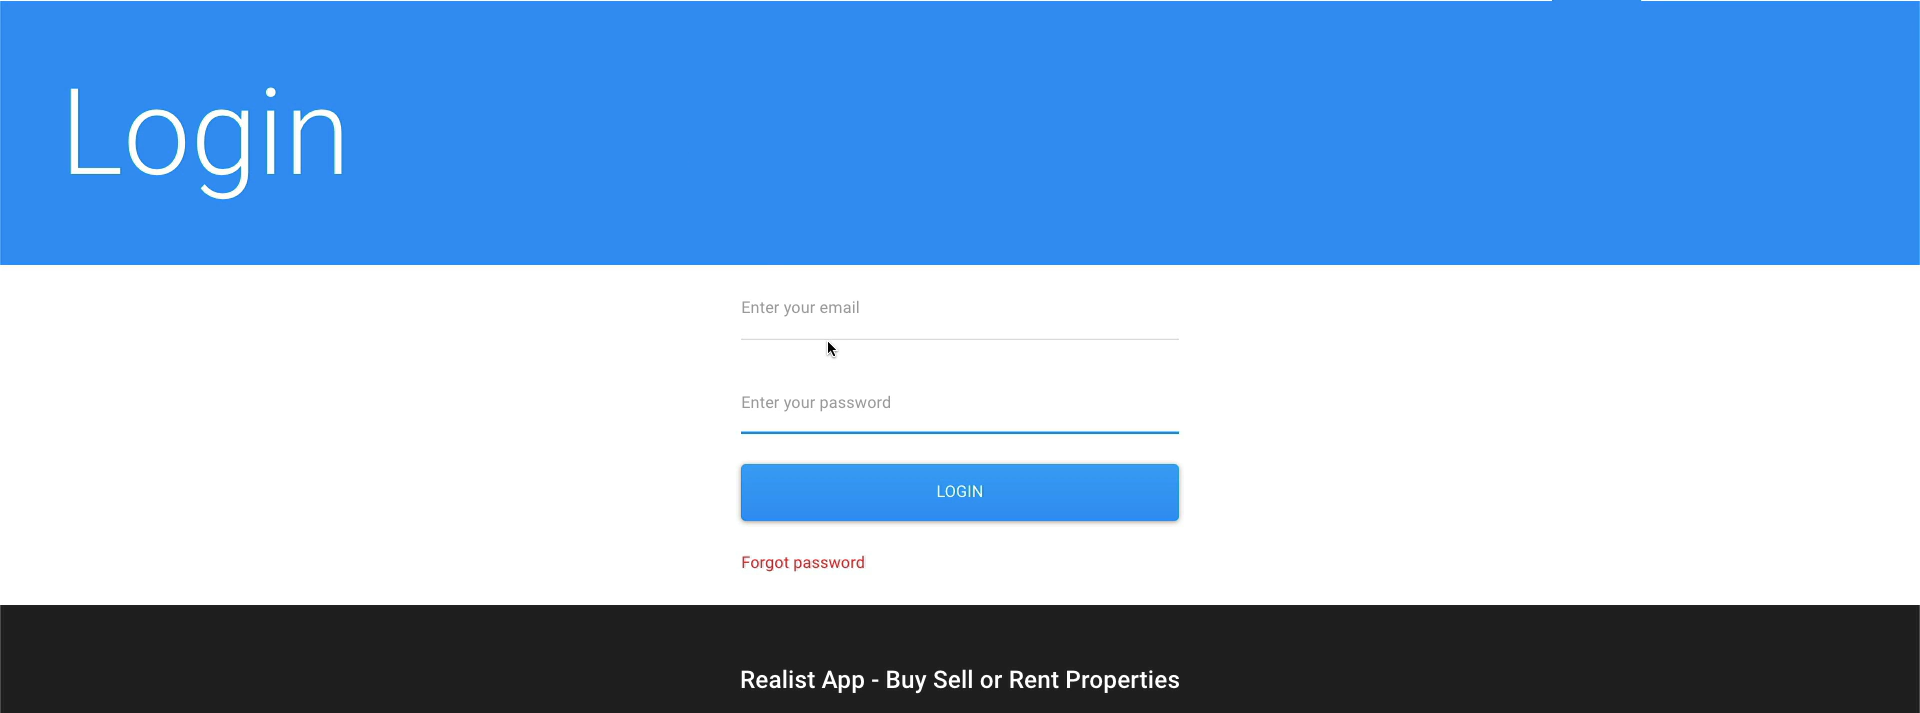 Login
Enter your email
Enter your password
LOGIN
Forgot password
Realist App - Buy Sell or Rent Properties